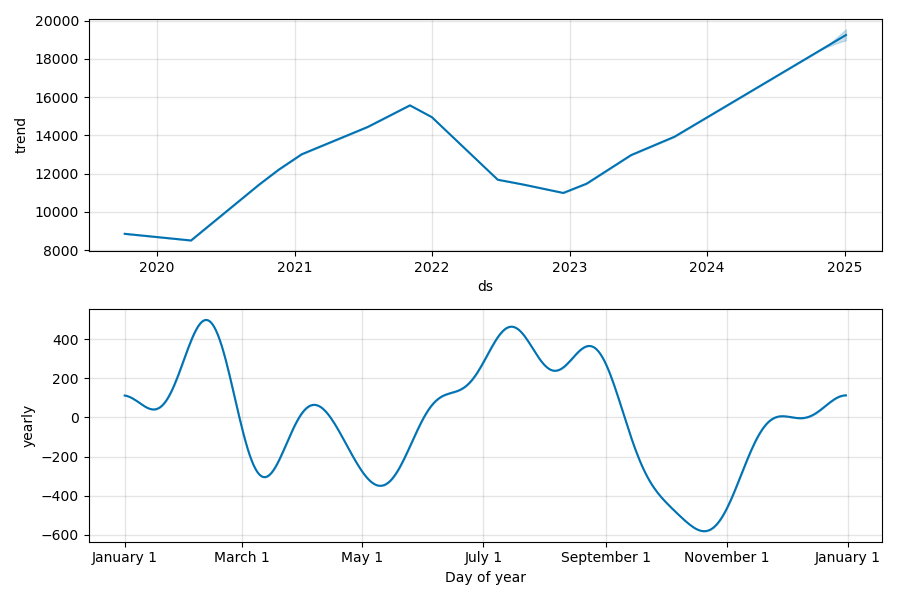 20000
18000
16000
14000
12000
10000
8000
trend
2020 2021 2022 2023 2024 2025
ds
400
200
0
−200
−400
−600
yearly
January 1 March 1 May 1 July 1 September 1 November 1 January 1
Day of year